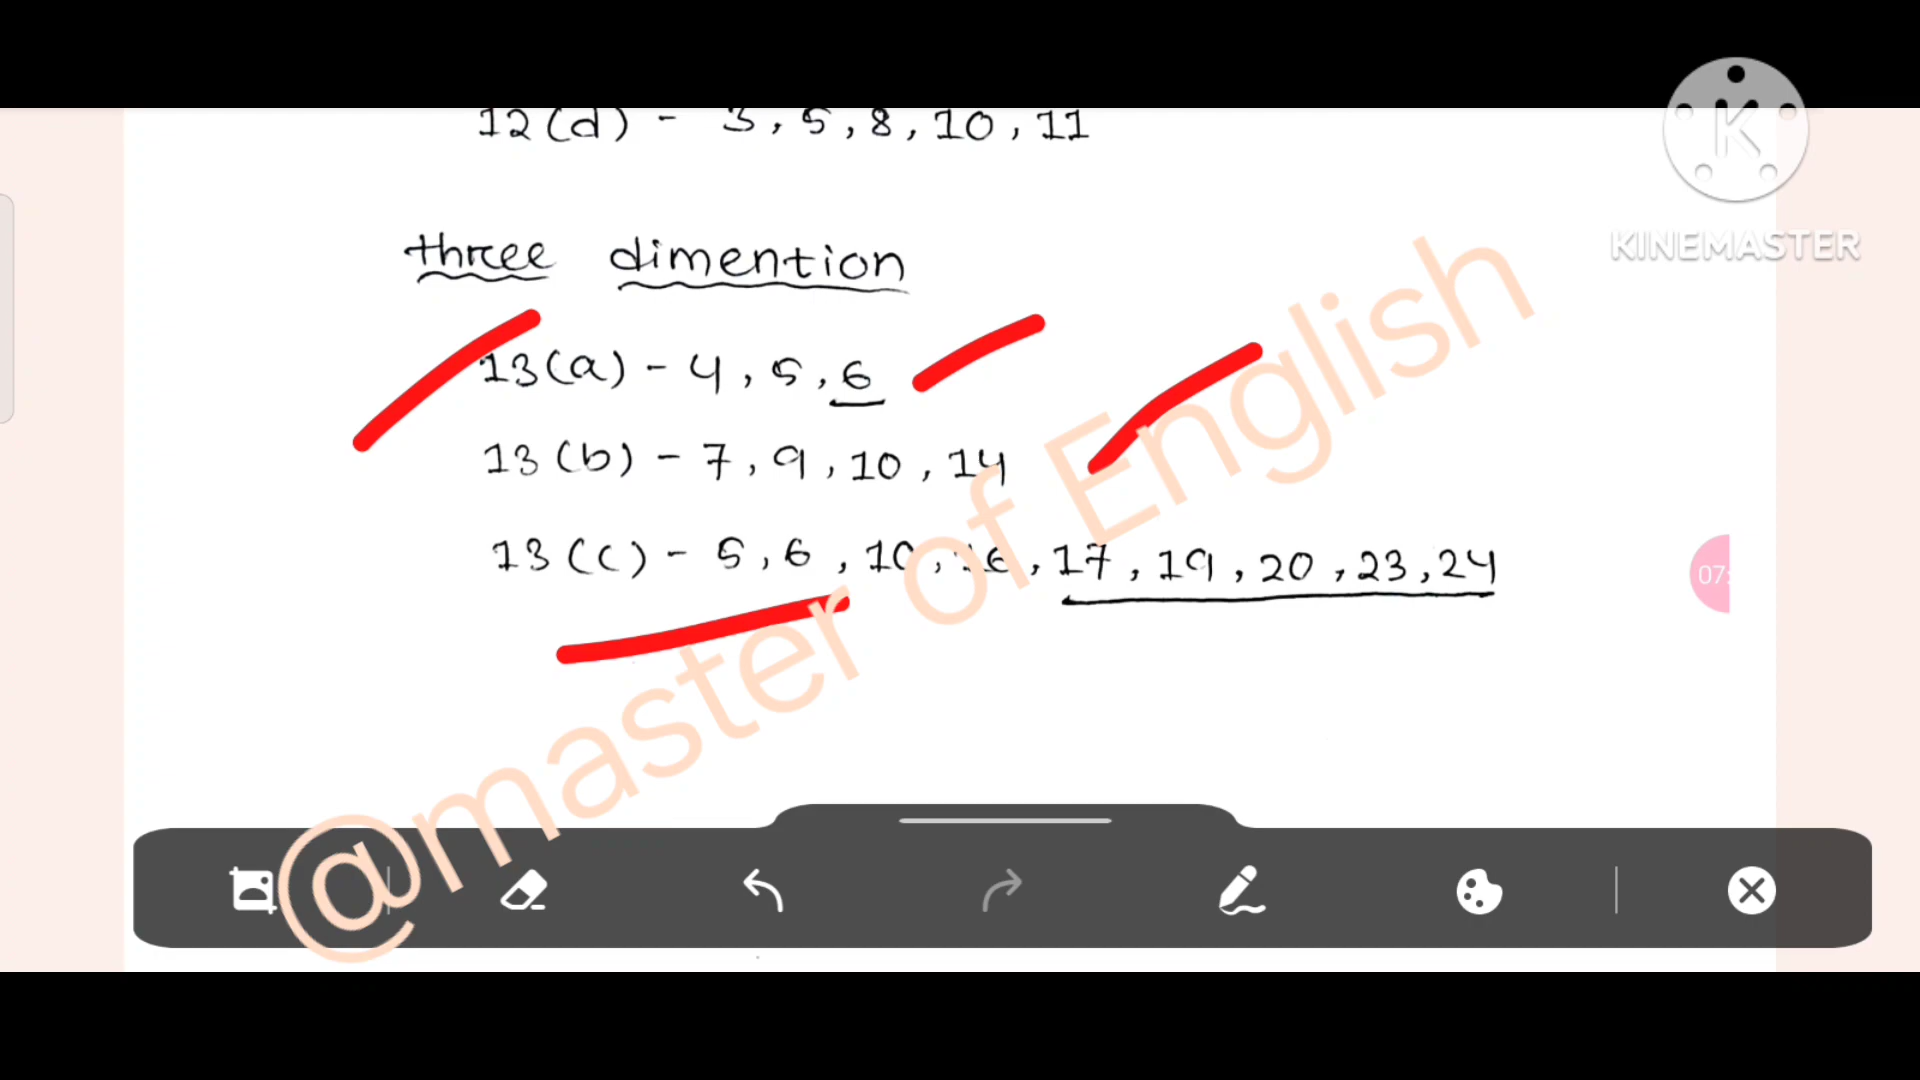 12(d) - 3, 5, 8, 10, 11
KINEMASTER
three dimention
13(a) - 4, 5, 6
13(b) - 7, 9, 10, 14
13(c) - 5, 6, 10, 16, 17, 19, 20, 23, 24
07:
@master of English